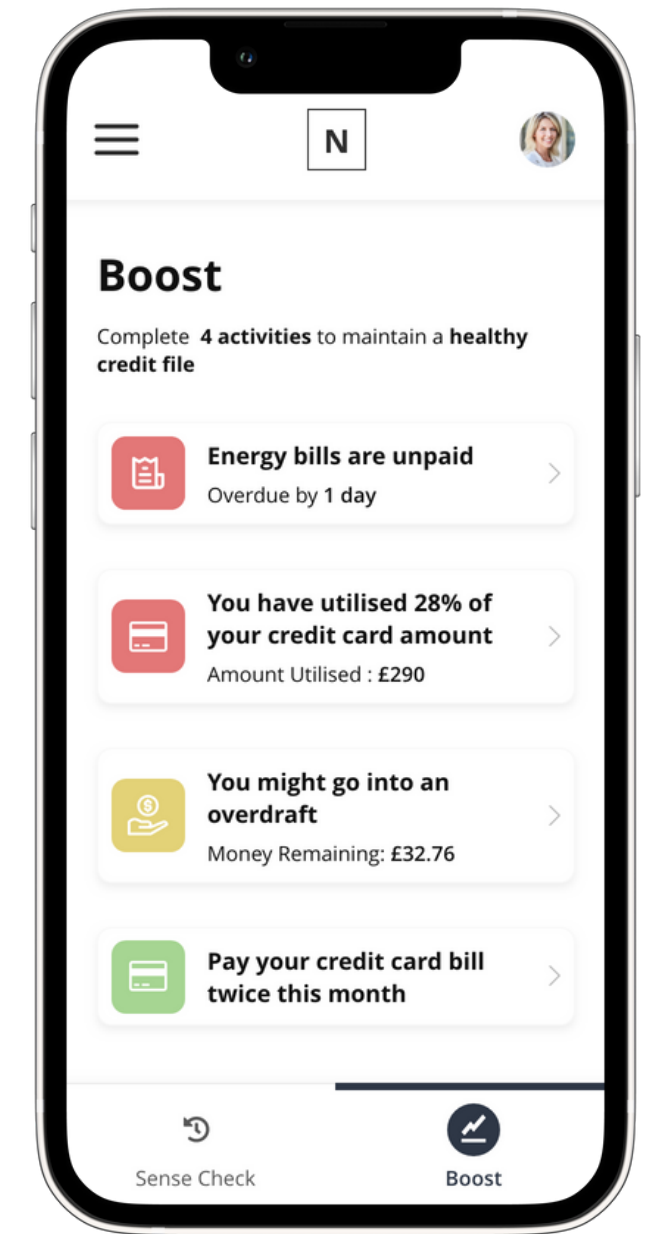 N
Boost
Complete 4 activities to maintain a healthy
credit file
Energy bills are unpaid
Overdue by 1 day
You have utilised 28% of
your credit card amount
Amount Utilised : £290
You might go into an
overdraft
$
Money Remaining: £32.76
Pay your credit card bill
twice this month
Sense Check
Boost